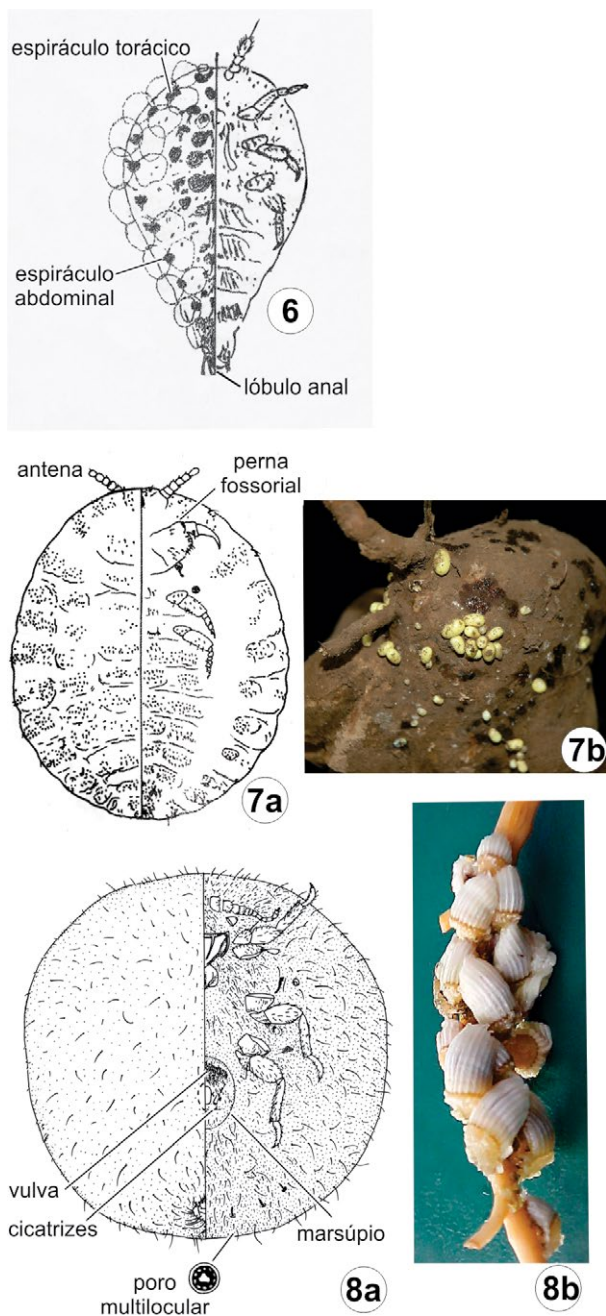 espiráculo torácico
espiráculo
abdominal
6
lóbulo anal
antena
perna
fossorial
7a
7b
vulva
cicatrizes
marsúpio
poro
multilocular
8a
8b